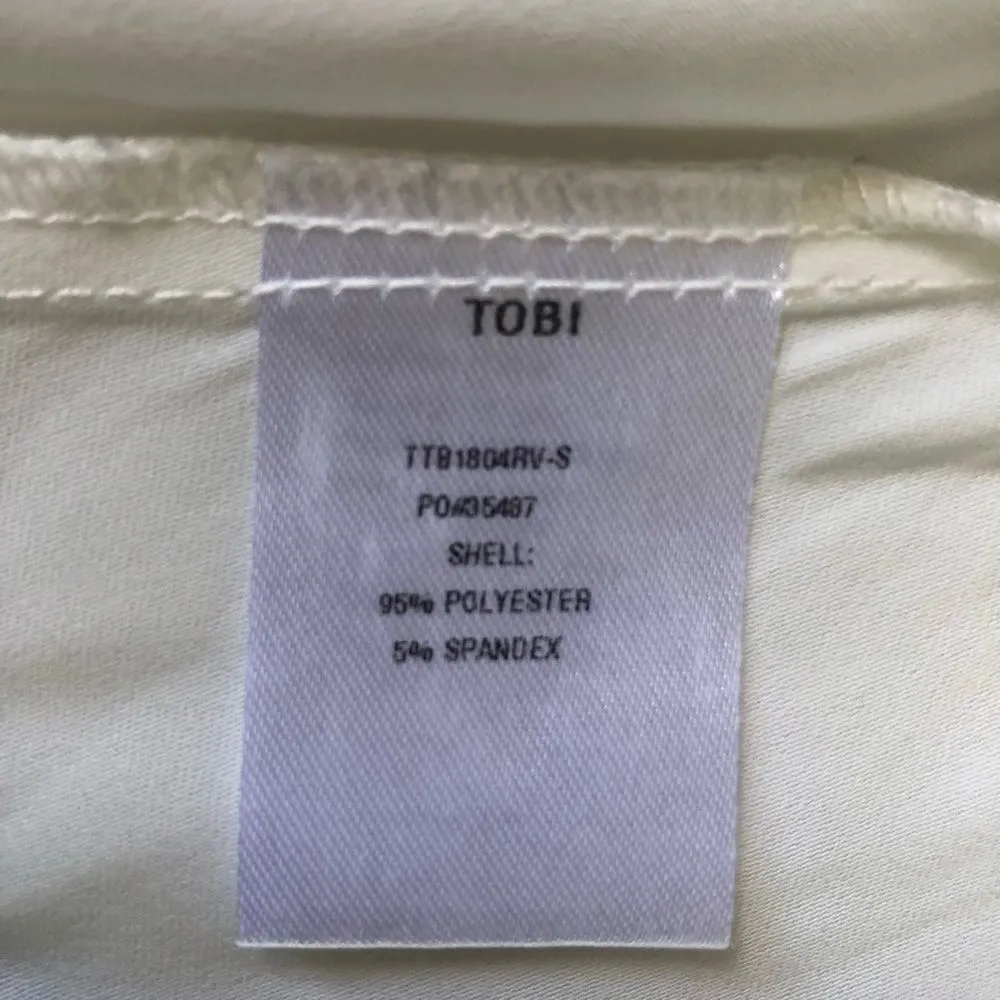 TOBI
TTB1804RV-S
PO#35487
SHELL:
95% POLYESTER
5% SPANDEX